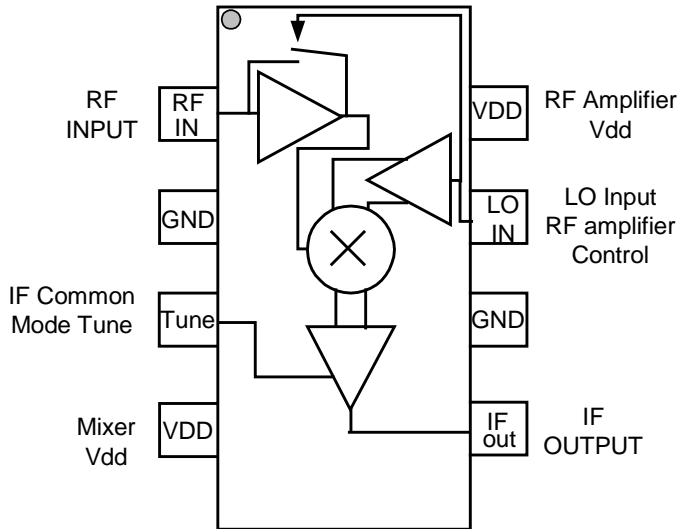 RF
INPUT
RF
IN
VDD
RF Amplifier
Vdd
GND
LO
IN
LO Input
RF amplifier
Control
IF Common
Mode Tune
Tune
GND
Mixer
Vdd
VDD
IF
out
IF
OUTPUT